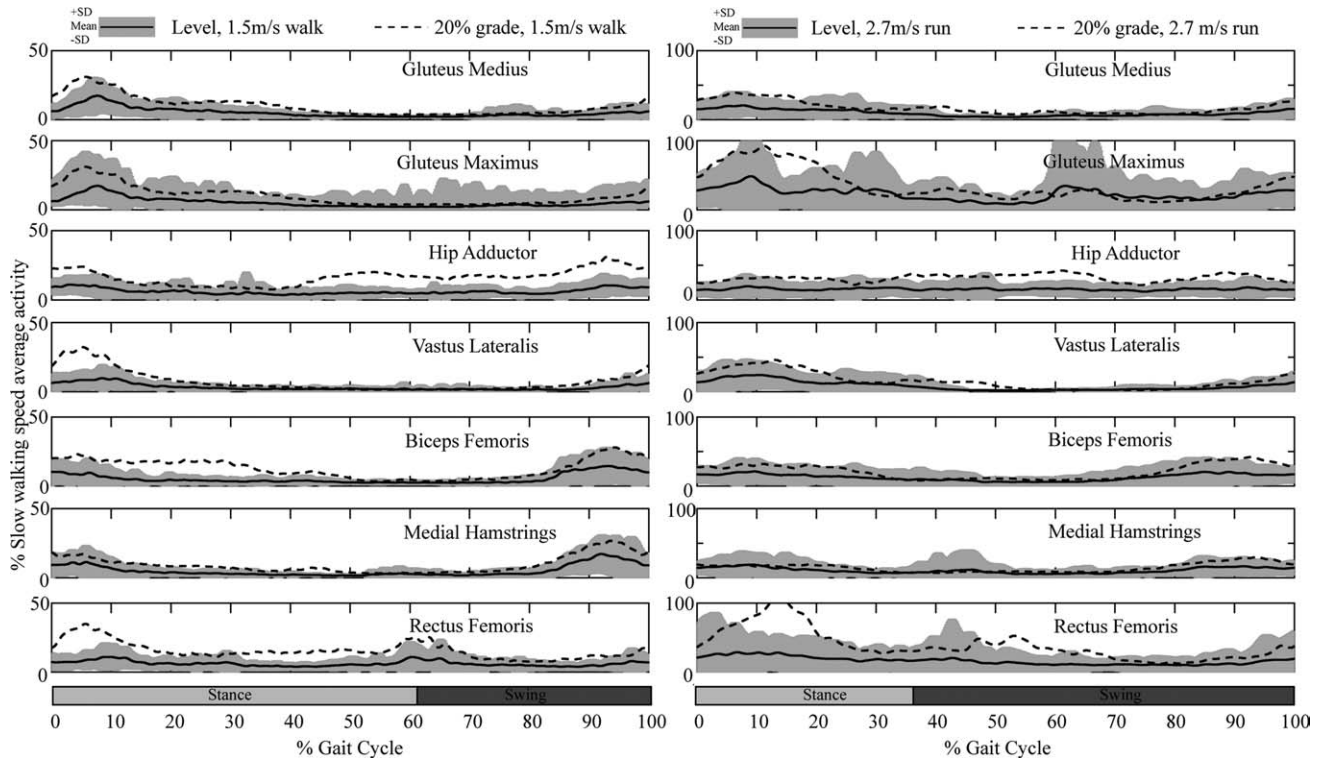 +SD
Mean
-SD
Level, 1.5m/s walk
20% grade, 1.5m/s walk
+SD
Mean
-SD
Level, 2.7m/s run
20% grade, 2.7 m/s run
% Slow walking speed average activity
50
Gluteus Medius
0
100
Gluteus Medius
0
50
Gluteus Maximus
0
100
Gluteus Maximus
0
50
Hip Adductor
0
100
Hip Adductor
0
50
Vastus Lateralis
0
100
Vastus Lateralis
0
50
Biceps Femoris
0
100
Biceps Femoris
0
50
Medial Hamstrings
0
100
Medial Hamstrings
0
50
Rectus Femoris
0
100
Rectus Femoris
0
Stance
Swing
Stance
Swing
0 10 20 30 40 50 60 70 80 90 100
0 10 20 30 40 50 60 70 80 90 100
% Gait Cycle
% Gait Cycle